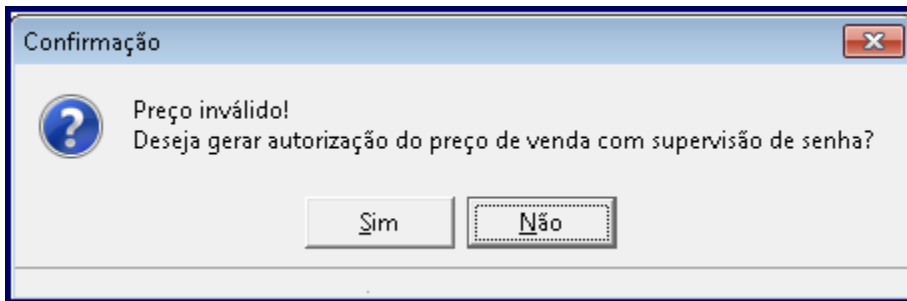 Confirmação
Preço inválido!
Deseja gerar autorização do preço de venda com supervisão de senha?
Sim
Não